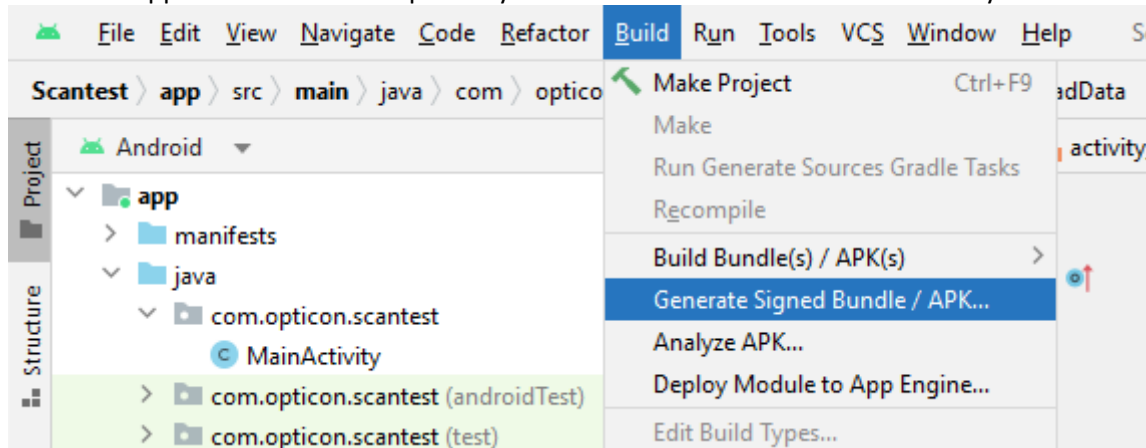 File Edit View Navigate Code Refactor Build Run Tools VCS Window Help
Scantest app src main java com optico
Make Project Ctrl+F9
adData
Android
Make
activity
Project
Run Generate Sources Gradle Tasks
app
Recompile
manifests
java
Build Bundle(s) / APK(s)
com.opticon.scantest
Generate Signed Bundle / APK...
MainActivity
Analyze APK...
Structure
com.opticon.scantest (androidTest)
Deploy Module to App Engine...
com.opticon.scantest (test)
Edit Build Types...